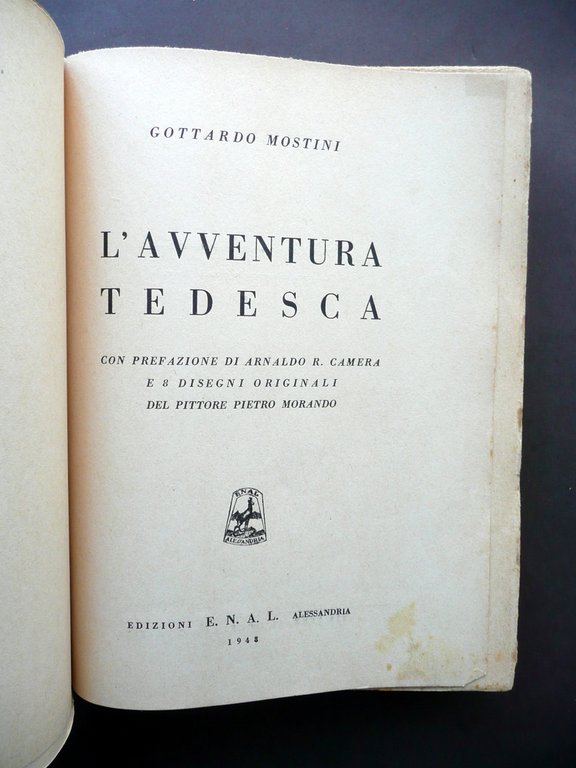 GOTTARDO MOSTINI
L'AVVENTURA
TEDESCA
CON PREFAZIONE DI ARNALDO R. CAMERA
E 8 DISEGNI ORIGINALI
DEL PITTORE PIETRO MORANDO
ENAL
ALESSANDRIA
EDIZIONI E. N. A. L. ALESSANDRIA
1948